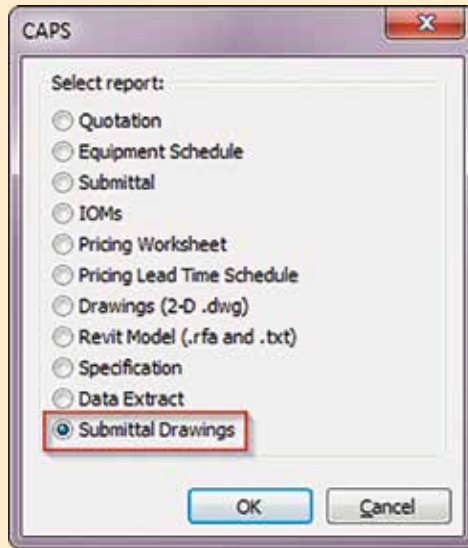 CAPS
Select report:
Quotation
Equipment Schedule
Submittal
IOMs
Pricing Worksheet
Pricing Lead Time Schedule
Drawings (2-D .dwg)
Revit Model (.rfa and .txt)
Specification
Data Extract
Submittal Drawings
OK Cancel